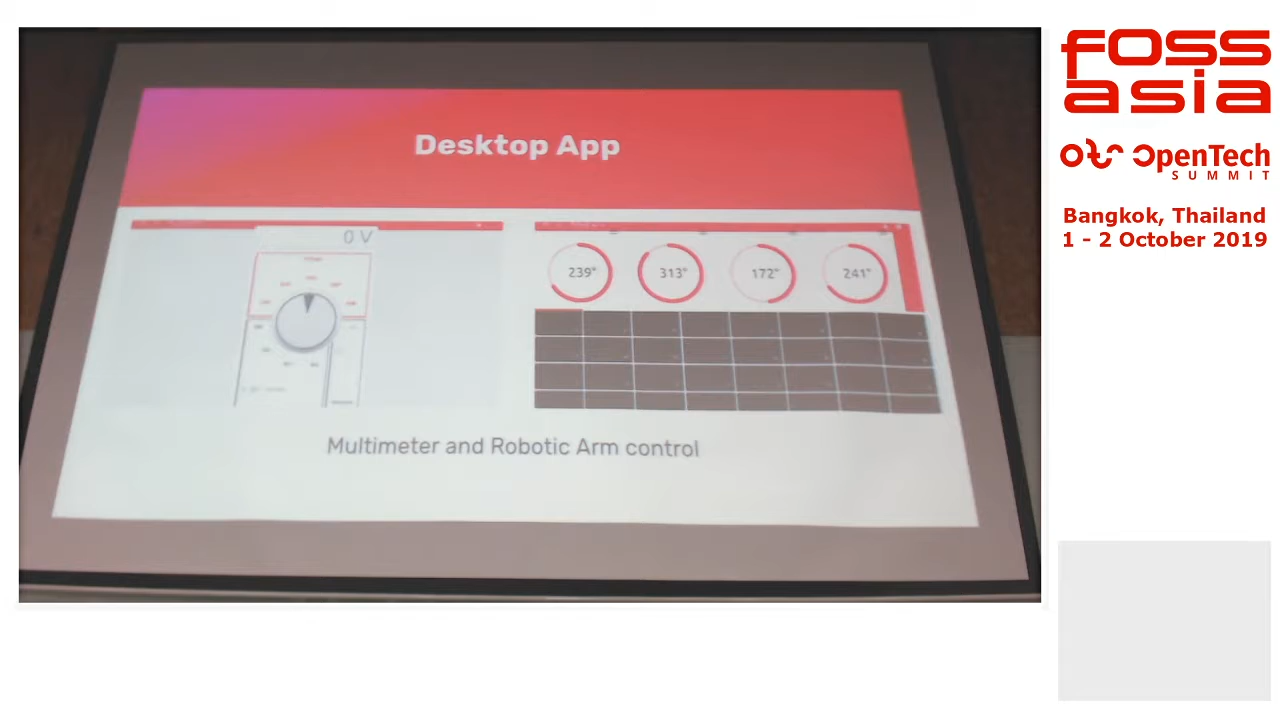 Desktop App
0 V
239°
313°
172°
241°
Multimeter and Robotic Arm control
foss
asia
OpenTech
SUMMIT
Bangkok, Thailand
1 - 2 October 2019